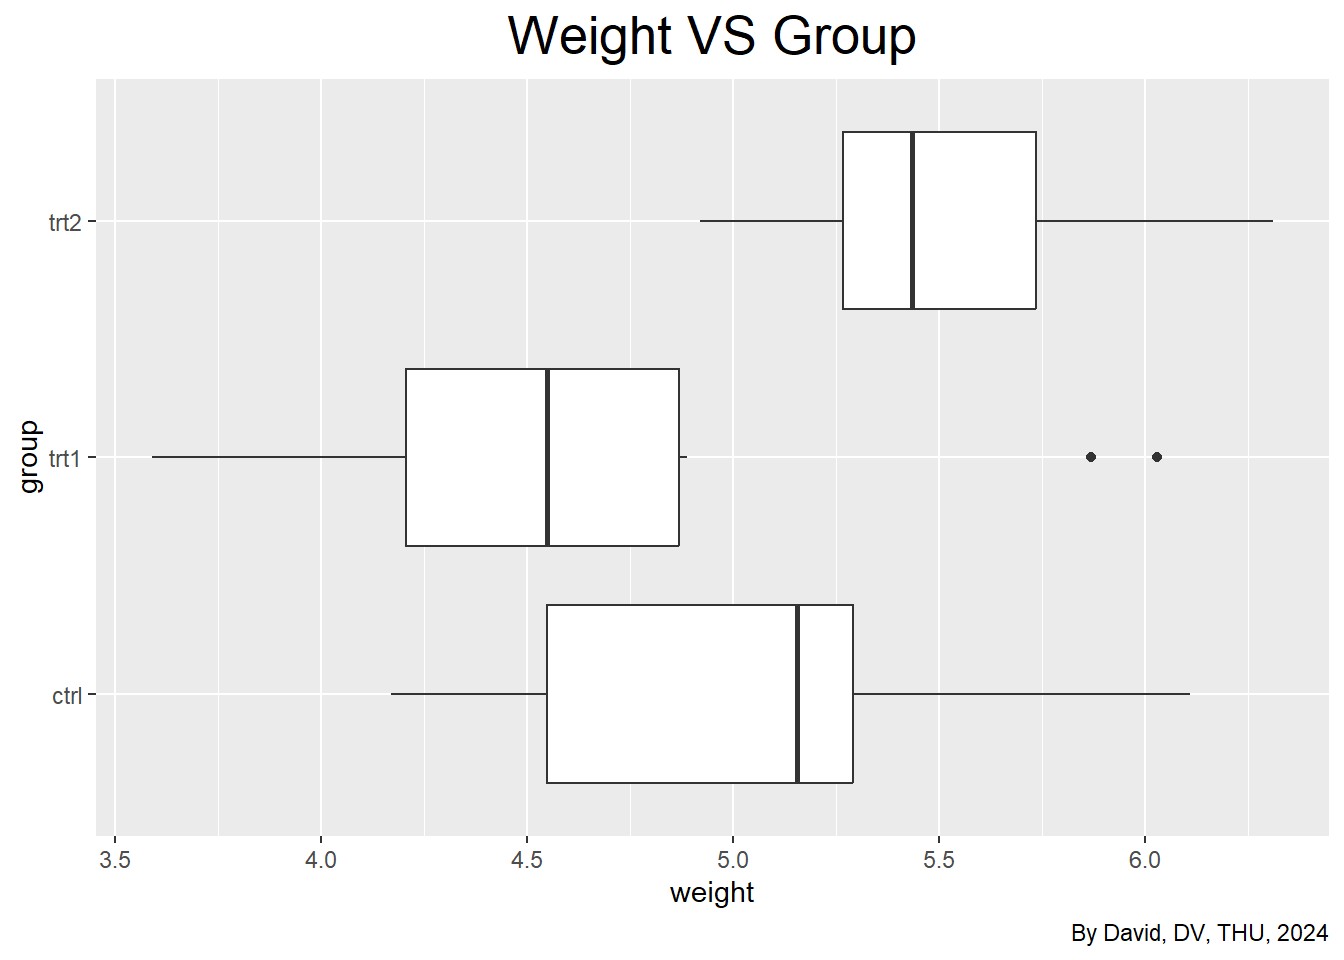 Weight VS Group
group
trt2
trt1
ctrl
3.5 4.0 4.5 5.0 5.5 6.0
weight
By David, DV, THU, 2024